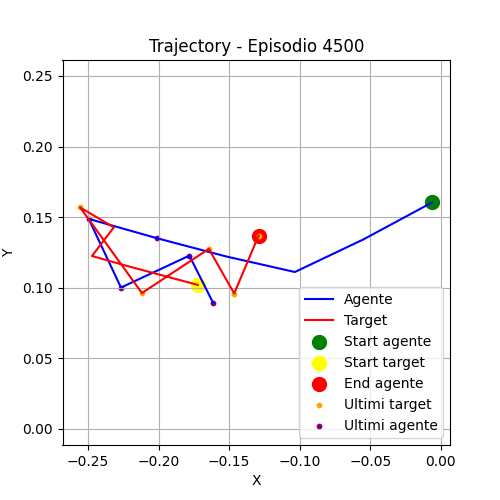 Trajectory - Episodio 4500
Y
0.25
0.20
0.15
0.10
0.05
0.00
−0.25 −0.20 −0.15 −0.10 −0.05 0.00
X
Agente
Target
Start agente
Start target
End agente
Ultimi target
Ultimi agente